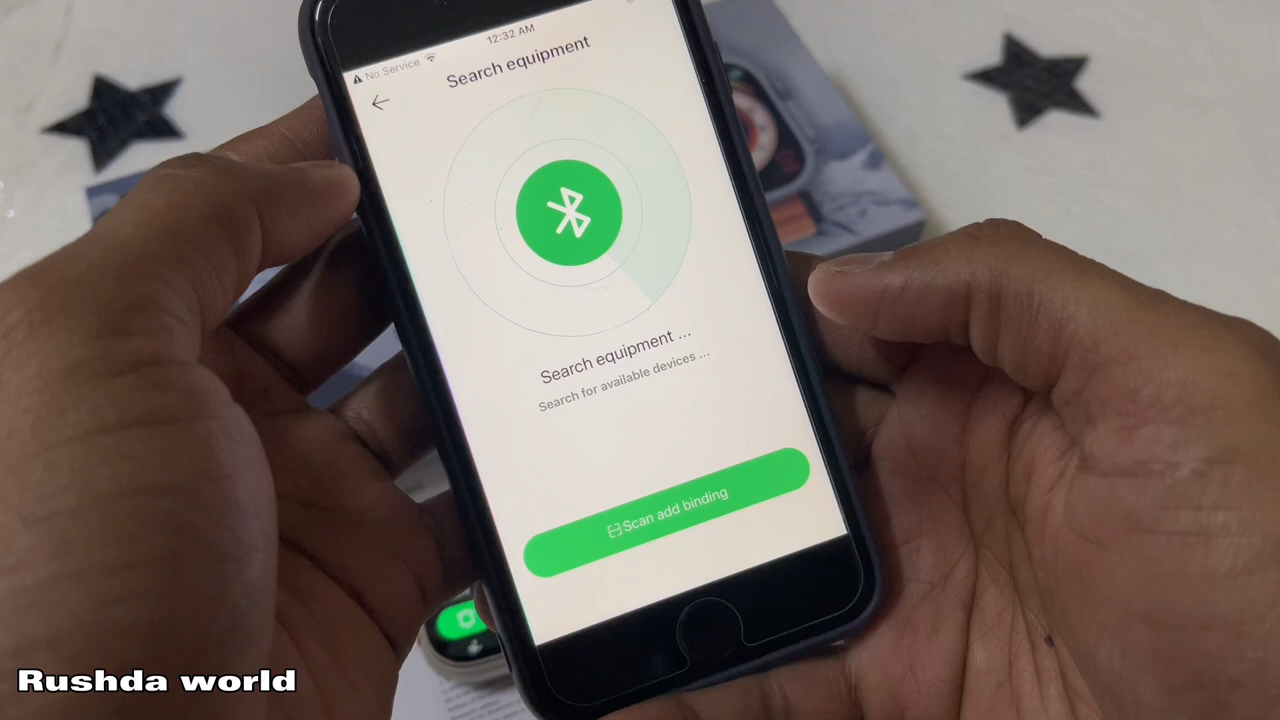 12:32 AM
No Service
Search equipment
Search equipment ...
Search for available devices ...
Scan add binding
Rushda world